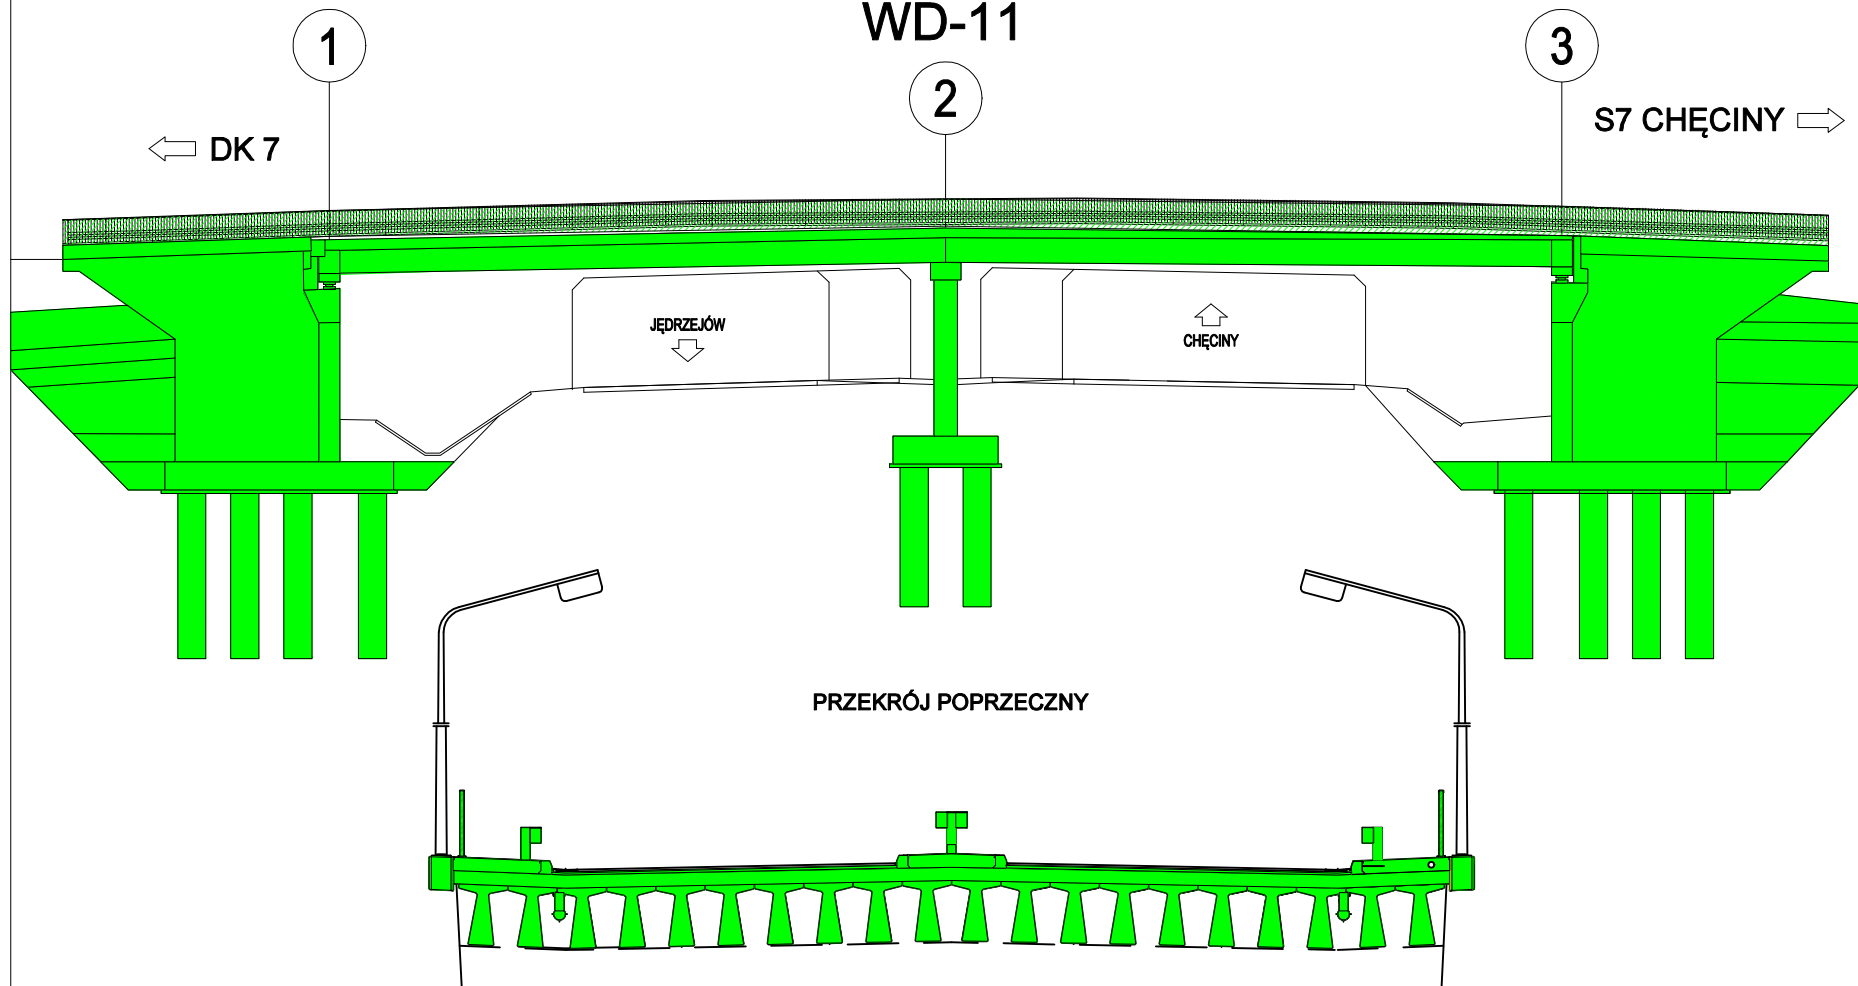 WD-11
1
2
3
DK 7
S7 CHĘCINY
JĘDRZEJÓW
CHĘCINY
PRZEKRÓJ POPRZECZNY